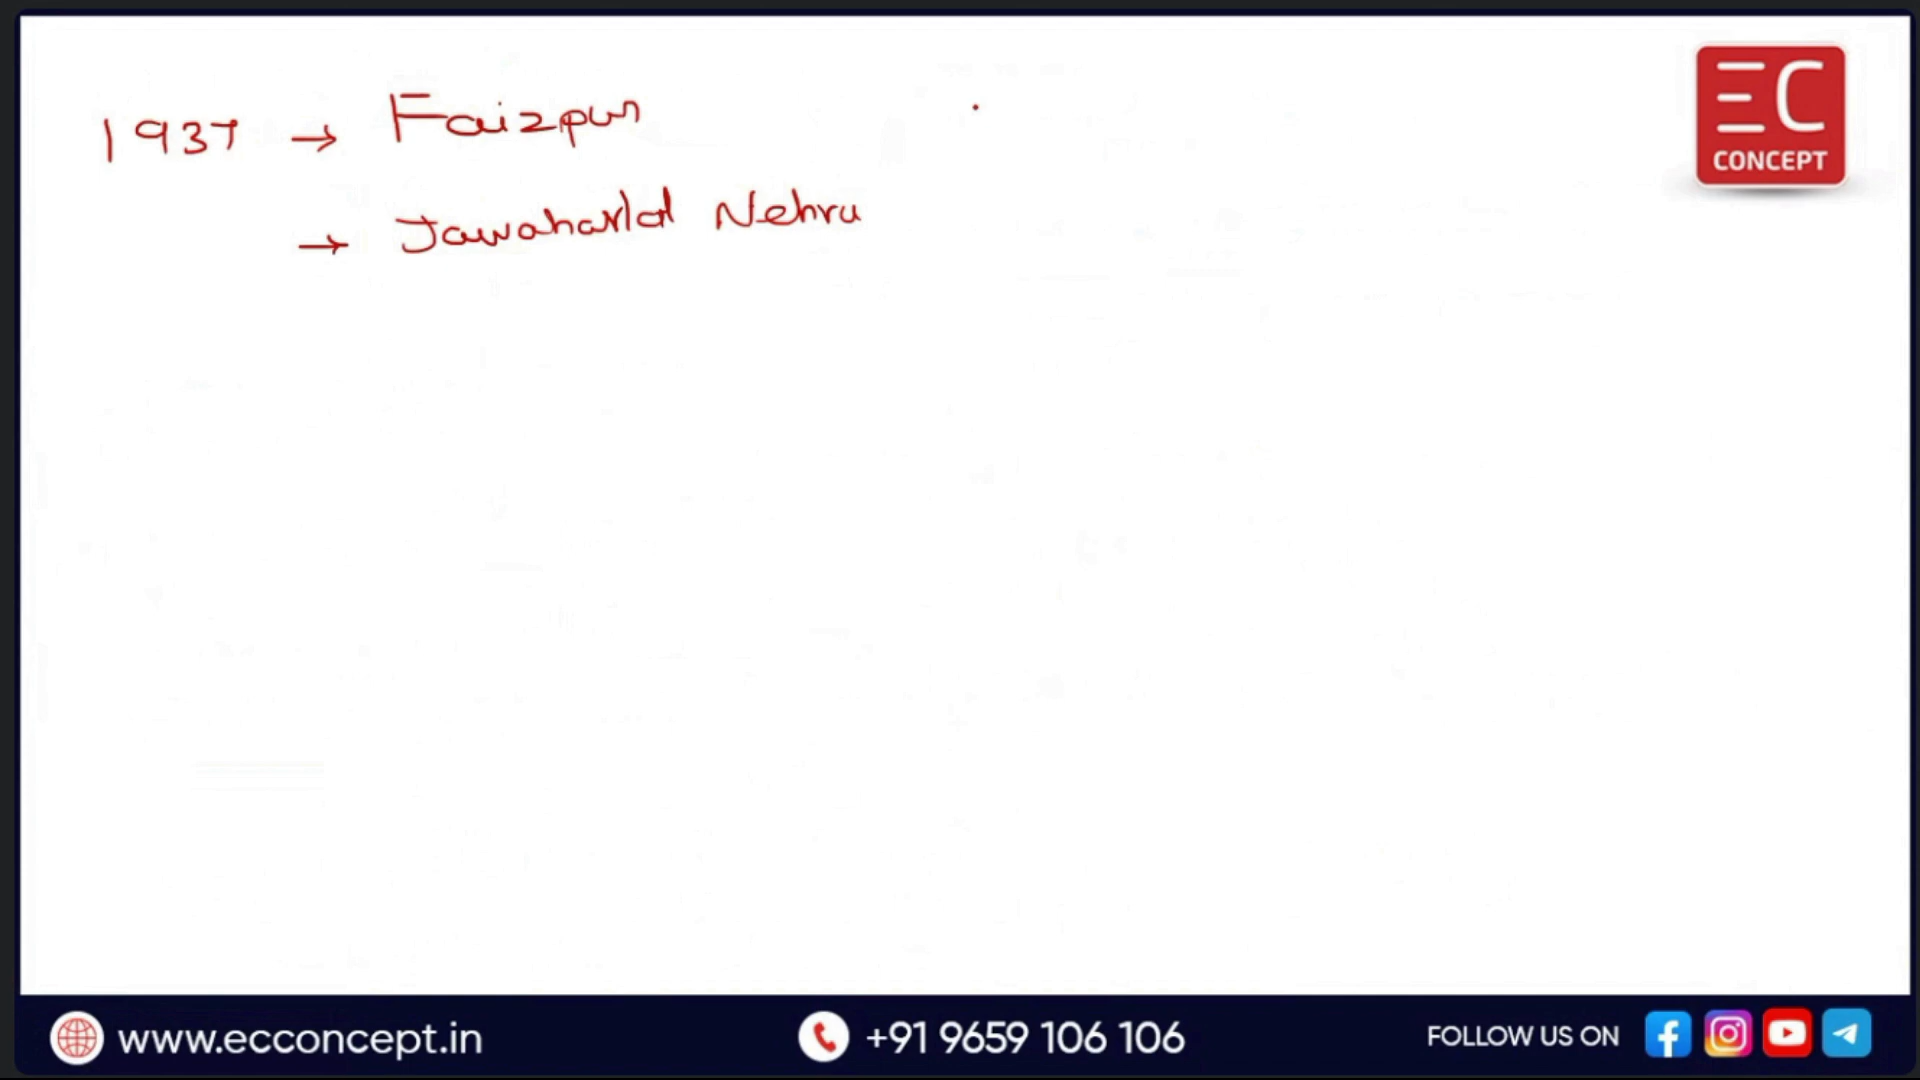 1937 → Faizpur
→ Jawaharlal Nehru
EC
CONCEPT
www.ecconcept.in
+91 9659 106 106
FOLLOW US ON